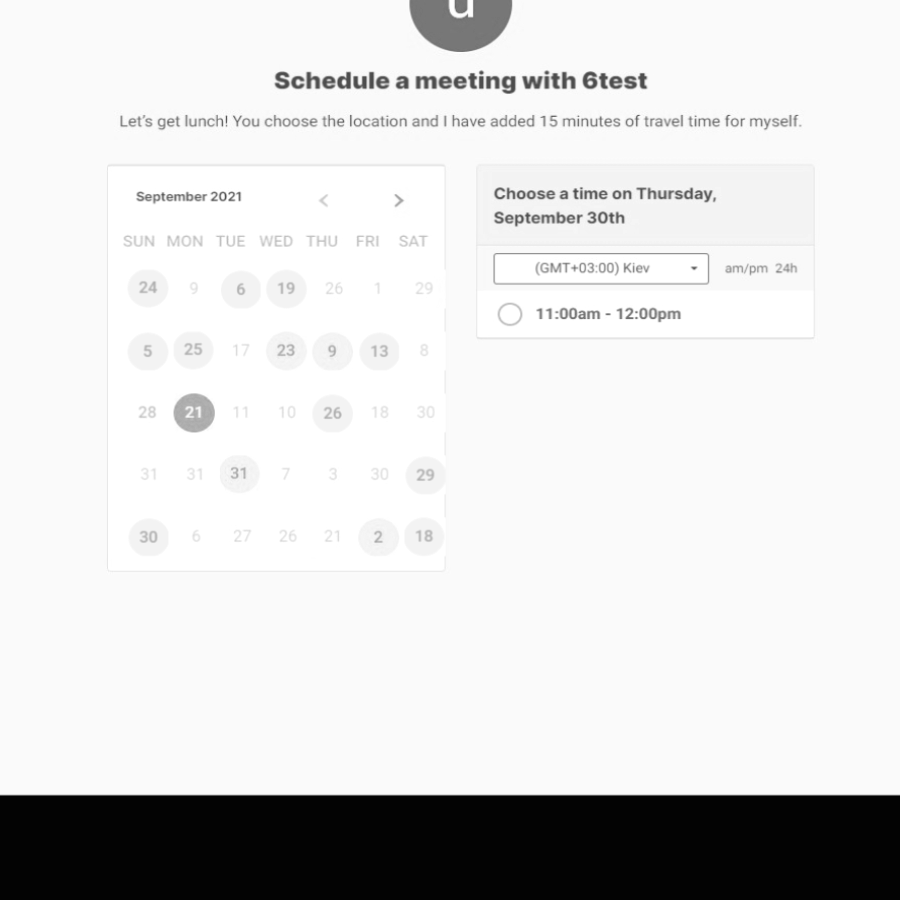 Schedule a meeting with 6test
Let's get lunch! You choose the location and I have added 15 minutes of travel time for myself.
September 2021 < >
SUN MON TUE WED THU FRI SAT
24 9 6 19 26 1 29
5 25 17 23 9 13 8
28 21 11 10 26 18 30
31 31 31 7 3 30 29
30 6 27 26 21 2 18
Choose a time on Thursday,
September 30th
(GMT+03:00) Kiev am/pm 24h
11:00am - 12:00pm